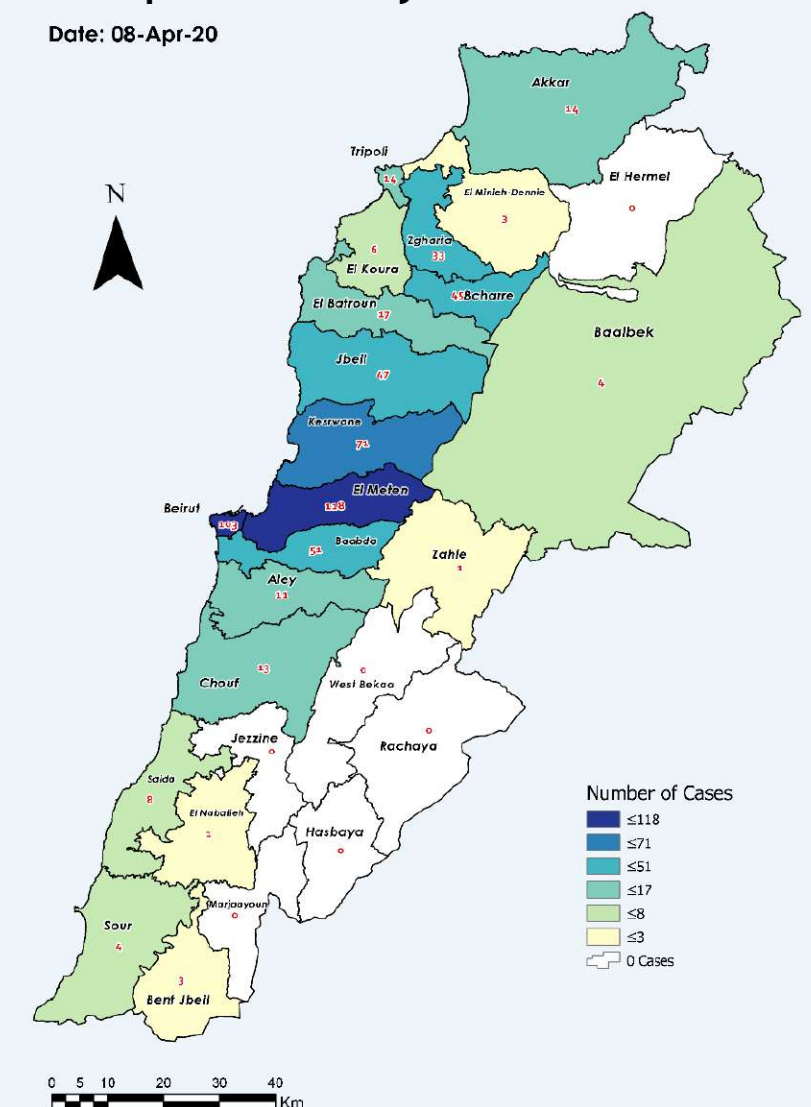 Date: 08-Apr-20
Akkar
14
Tripoli
14
El Hermel
0
El Minieh-Dennie
3
N
Zgharta
33
6
El Koura
45 Bcharre
El Batroun
17
Baalbek
4
Jbeil
47
Kesrwane
71
El Meten
118
Beirut
103
Baabda
51
Zahle
1
Aley
12
13
Chouf
0
West Bekaa
Rachaya
0
Jezzine
0
Saida
8
El Nabatieh
1
Hasbaya
0
Marjaayoun
0
Sour
4
3
Bent Jbeil
Number of Cases
≤118
≤71
≤51
≤17
≤8
≤3
0 Cases
0 5 10 20 30 40
Km